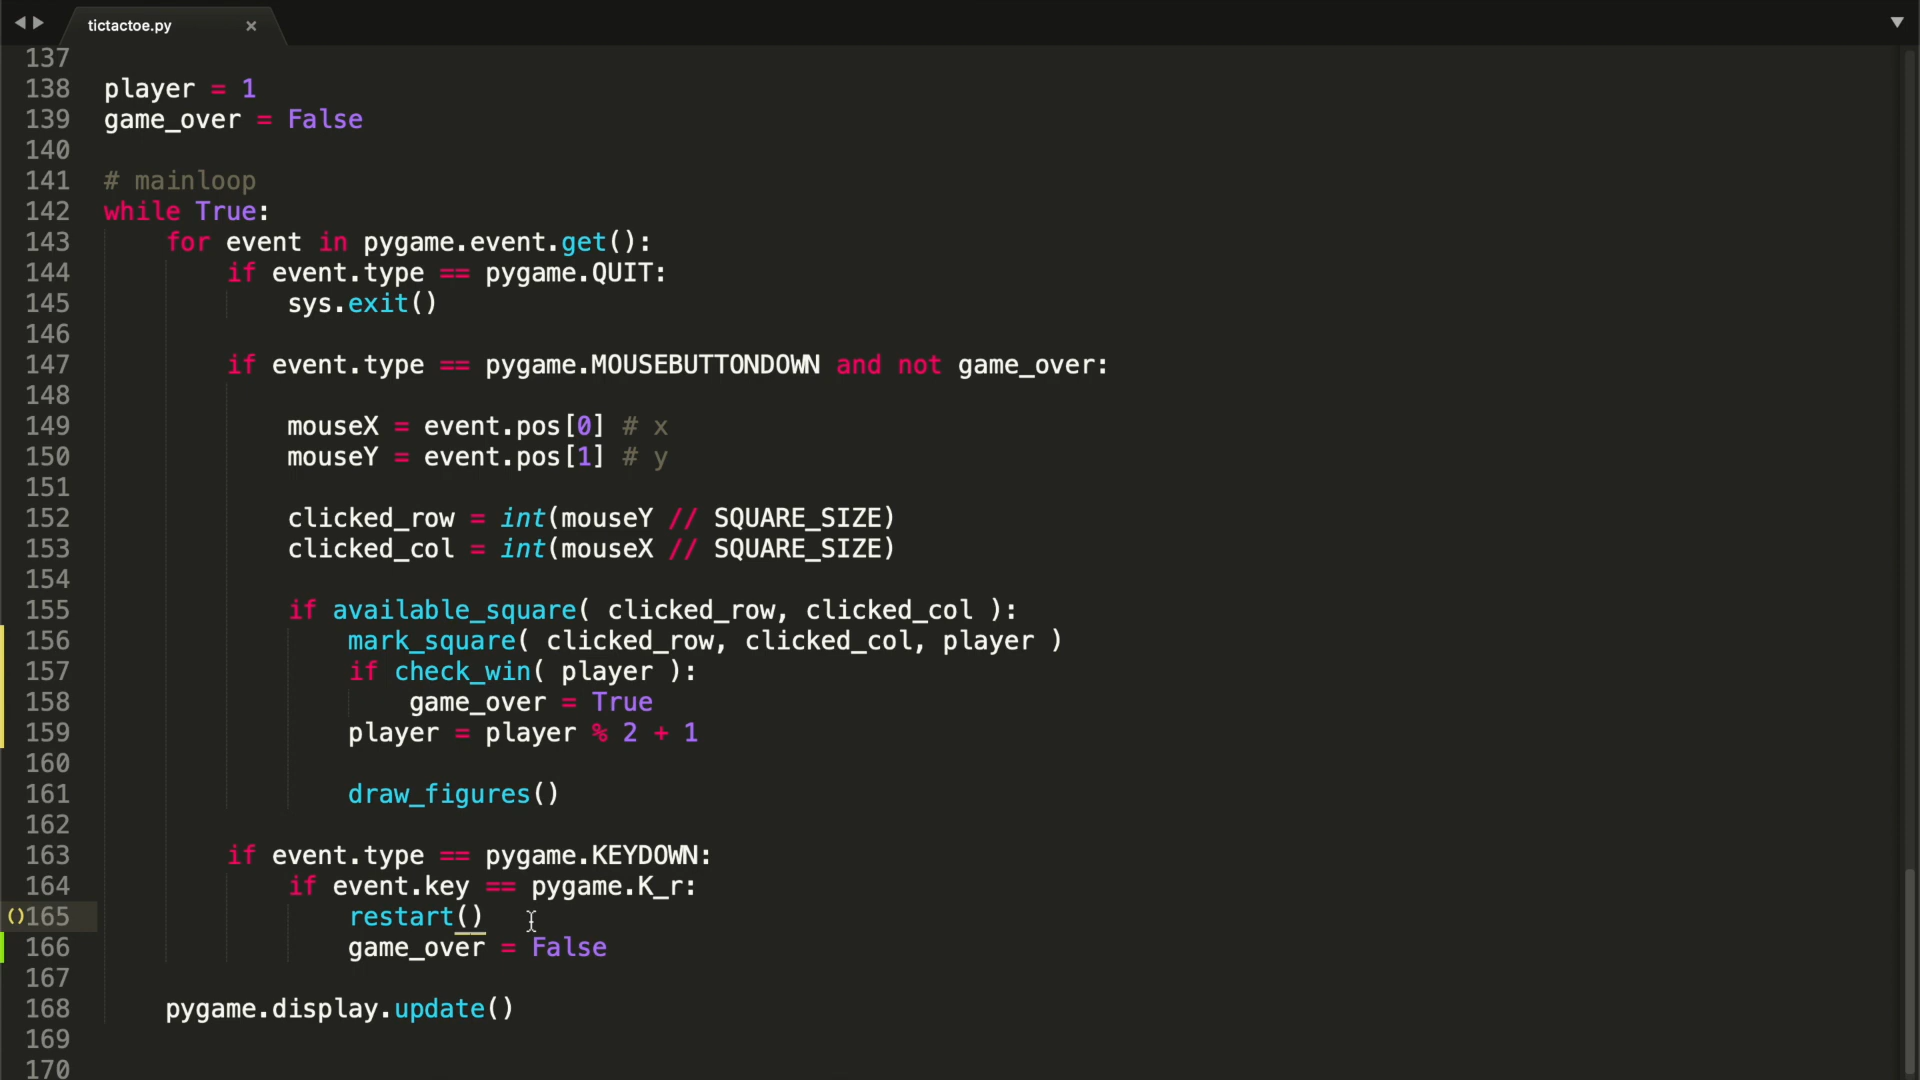 tictactoe.py ×
137
138 player = 1
139 game_over = False
140
141 # mainloop
142 while True:
143     for event in pygame.event.get():
144         if event.type == pygame.QUIT:
145             sys.exit()
146
147         if event.type == pygame.MOUSEBUTTONDOWN and not game_over:
148
149             mouseX = event.pos[0] # x
150             mouseY = event.pos[1] # y
151
152             clicked_row = int(mouseY // SQUARE_SIZE)
153             clicked_col = int(mouseX // SQUARE_SIZE)
154
155             if available_square( clicked_row, clicked_col ):
156                 mark_square( clicked_row, clicked_col, player )
157                 if check_win( player ):
158                     game_over = True
159                 player = player % 2 + 1
160
161                 draw_figures()
162
163         if event.type == pygame.KEYDOWN:
164             if event.key == pygame.K_r:
()165                 restart()
166                 game_over = False
167
168     pygame.display.update()
169
170